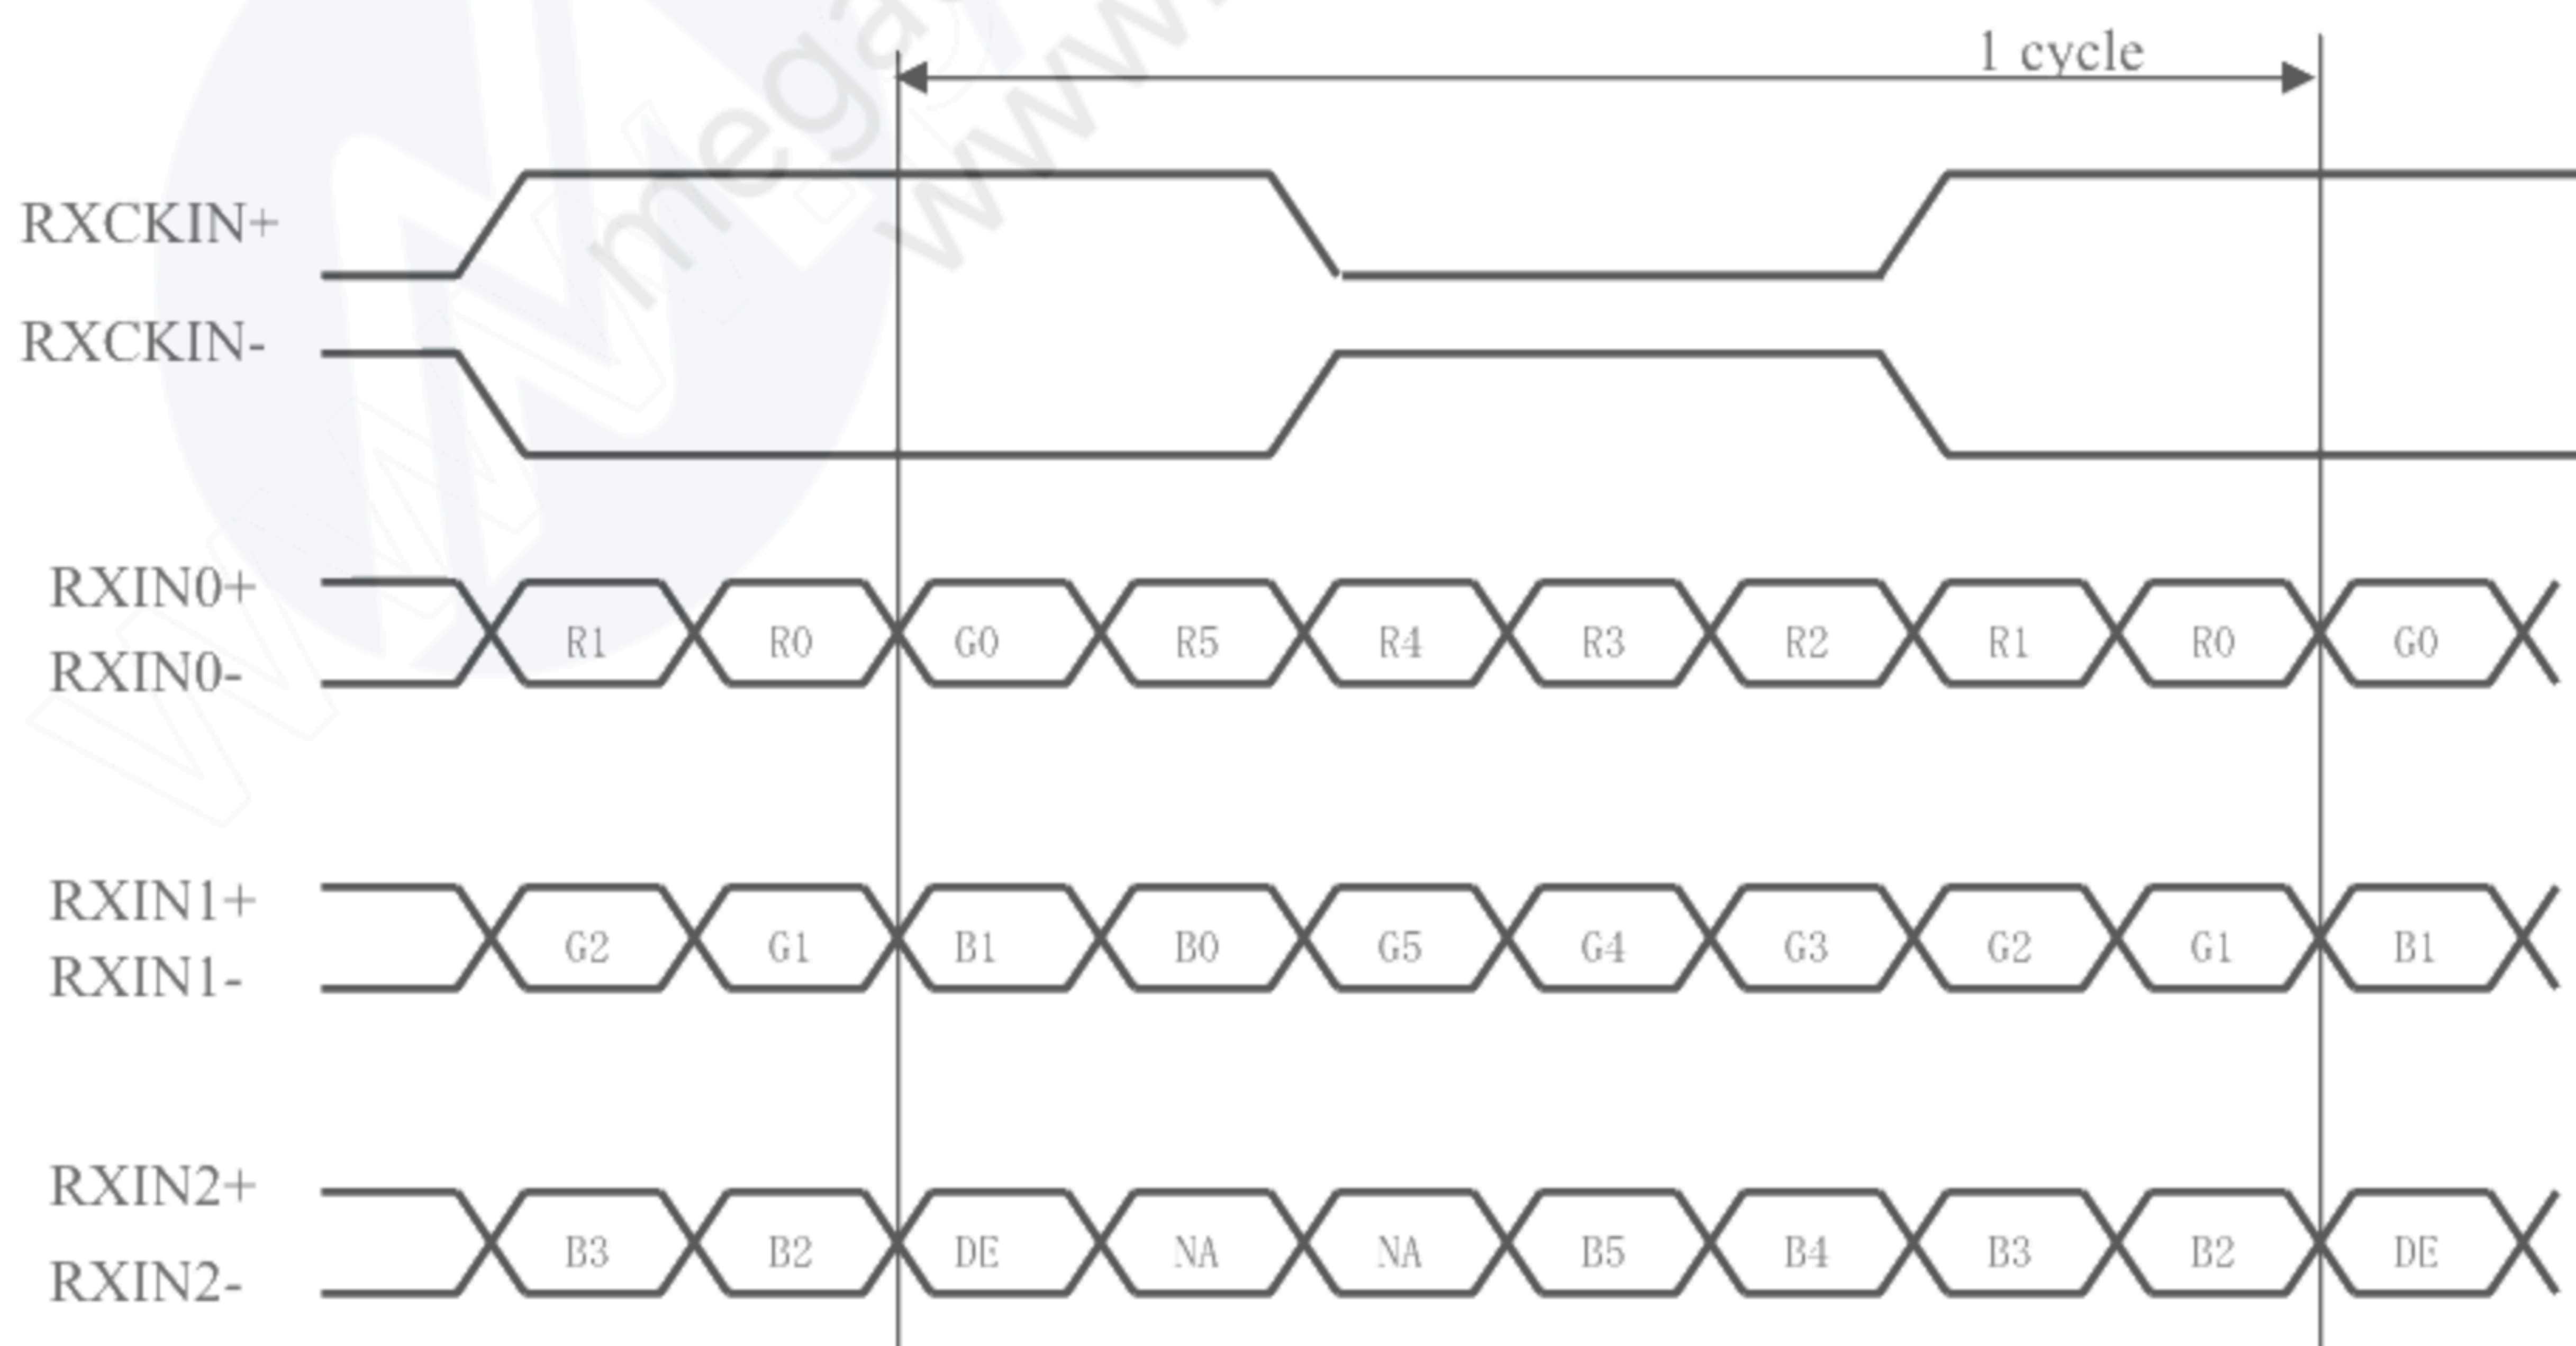 1 cycle
RXCKIN+
RXCKIN-
RXIN0+
R1 R0 G0 R5 R4 R3 R2 R1 R0 G0
RXIN0-
RXIN1+
G2 G1 B1 B0 G5 G4 G3 G2 G1 B1
RXIN1-
RXIN2+
B3 B2 DE NA NA B5 B4 B3 B2 DE
RXIN2-
mega
www.